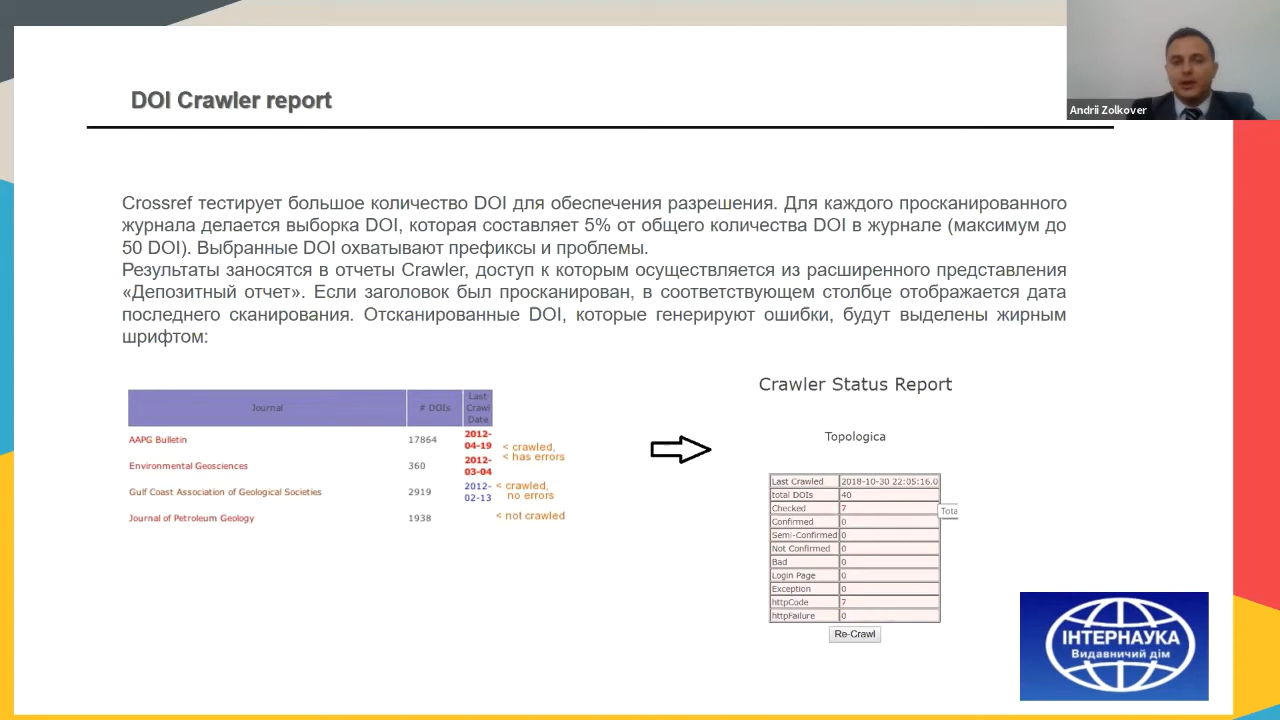 Andrii Zolkover
DOI Crawler report
Crossref тестирует большое количество DOI для обеспечения разрешения. Для каждого просканированного
журнала делается выборка DOI, которая составляет 5% от общего количества DOI в журнале (максимум до
50 DOI). Выбранные DOI охватывают префиксы и проблемы.
Результаты заносятся в отчеты Crawler, доступ к которым осуществляется из расширенного представления
«Депозитный отчет». Если заголовок был просканирован, в соответствующем столбце отображается дата
последнего сканирования. Отсканированные DOI, которые генерируют ошибки, будут выделены жирным
шрифтом:
Journal # DOIs Last
Crawl
Date
AAPG Bulletin 17864 2012-
04-19
< crawled,
< has errors
Environmental Geosciences 360 2012-
03-04
Gulf Coast Association of Geological Societies 2919 2012-
02-13
< crawled,
no errors
Journal of Petroleum Geology 1938 < not crawled
Crawler Status Report
Topologica
Last Crawled 2018-10-30 22:05:16.0
total DOIs 40
Checked 7
Tota
Confirmed 0
Semi-Confirmed 0
Not Confirmed 0
Bad 0
Login Page 0
Exception 0
httpCode 7
httpFailure 0
Re-Crawl
ІНТЕРНАУКА
Видавничий дім